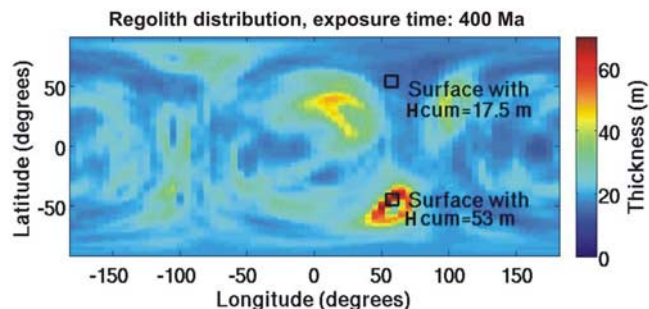 Regolith distribution, exposure time: 400 Ma
Latitude (degrees)
50
0
-50
Surface with
Hcum=17.5 m
Surface with
Hcum=53 m
-150 -100 -50 0 50 100 150
Longitude (degrees)
60
40
20
0
Thickness (m)